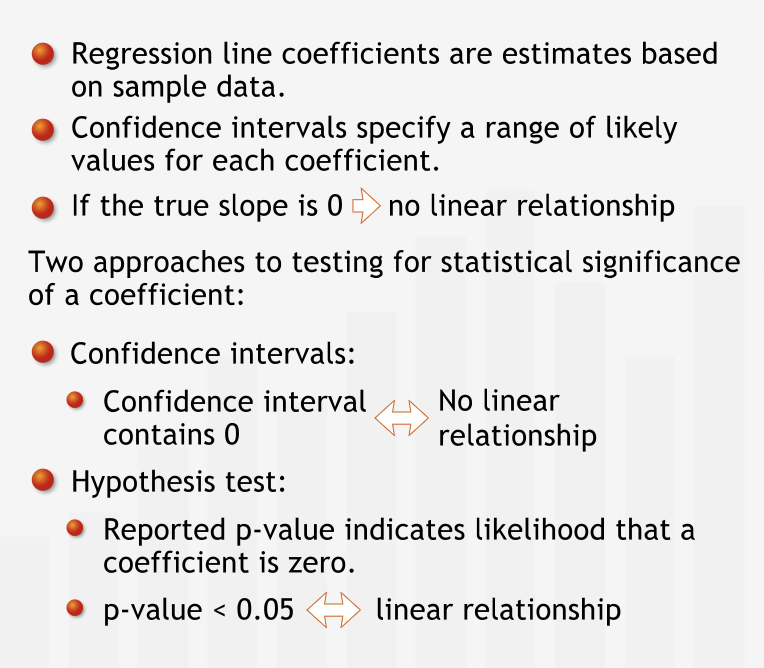 Regression line coefficients are estimates based
on sample data.
Confidence intervals specify a range of likely
values for each coefficient.
If the true slope is 0 no linear relationship
Two approaches to testing for statistical significance
of a coefficient:
Confidence intervals:
Confidence interval
contains 0
No linear
relationship
Hypothesis test:
Reported p-value indicates likelihood that a
coefficient is zero.
p-value < 0.05 linear relationship